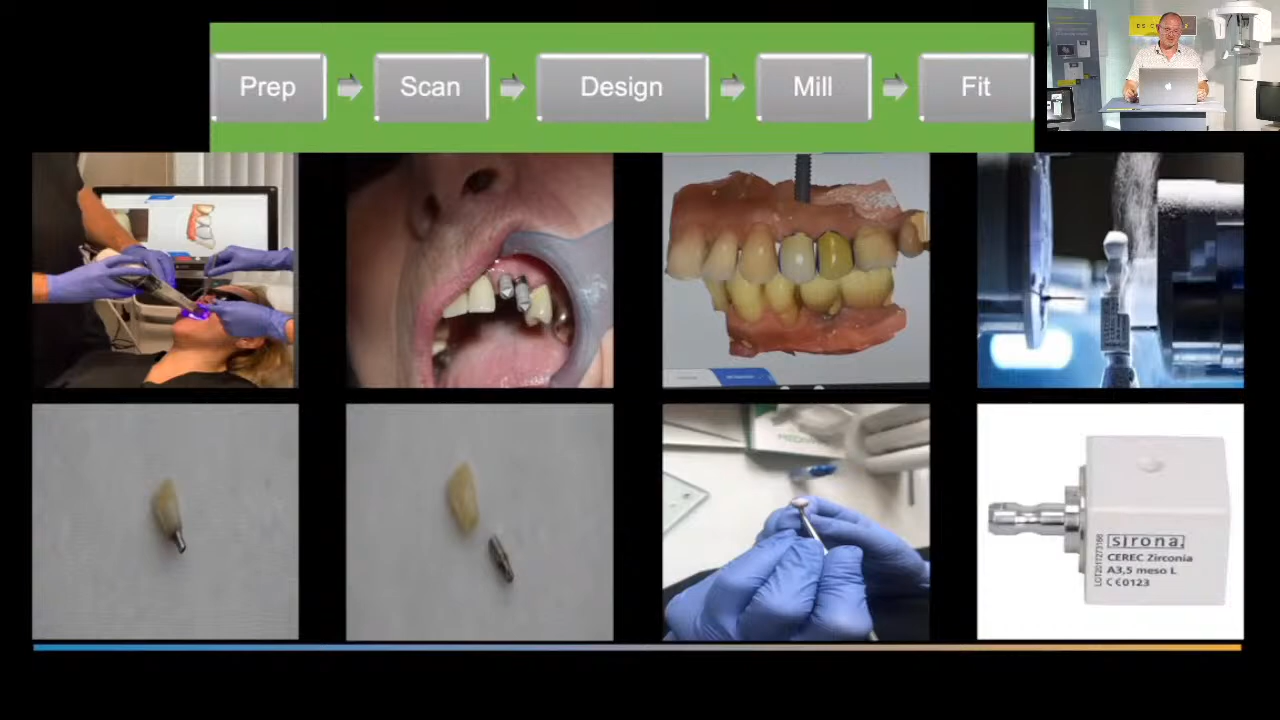 Prep
Scan
Design
Mill
Fit
sirona.
CEREC Zirconia
A3,5 meso L
CE0123